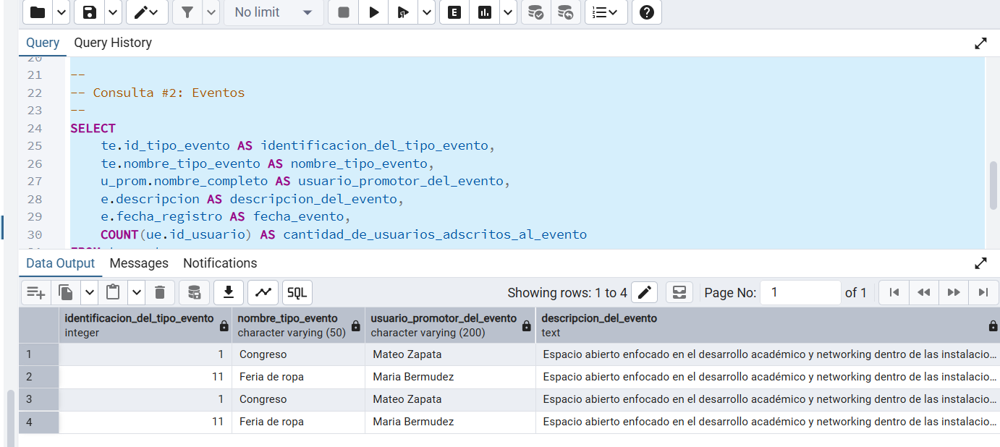 No limit
E
SQL
Query Query History
20
21 --
22 -- Consulta #2: Eventos
23 --
24 SELECT
25 te.id_tipo_evento AS identificacion_del_tipo_evento,
26 te.nombre_tipo_evento AS nombre_tipo_evento,
27 u_prom.nombre_completo AS usuario_promotor_del_evento,
28 e.descripcion AS descripcion_del_evento,
29 e.fecha_registro AS fecha_evento,
30 COUNT(ue.id_usuario) AS cantidad_de_usuarios_adscritos_al_evento
Data Output Messages Notifications
Showing rows: 1 to 4 Page No: 1 of 1
identificacion_del_tipo_evento nombre_tipo_evento usuario_promotor_del_evento descripcion_del_evento
integer character varying (50) character varying (200) text
1 1 Congreso Mateo Zapata Espacio abierto enfocado en el desarrollo académico y networking dentro de las instalacio...
2 11 Feria de ropa Maria Bermudez Espacio abierto enfocado en el desarrollo académico y networking dentro de las instalacio...
3 1 Congreso Mateo Zapata Espacio abierto enfocado en el desarrollo académico y networking dentro de las instalacio...
4 11 Feria de ropa Maria Bermudez Espacio abierto enfocado en el desarrollo académico y networking dentro de las instalacio...